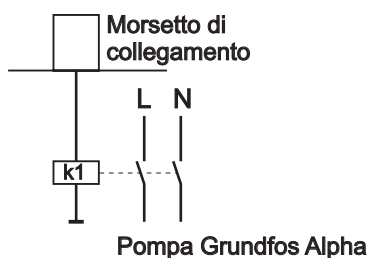 Morsetto di
collegamento
L N
k1
Pompa Grundfos Alpha